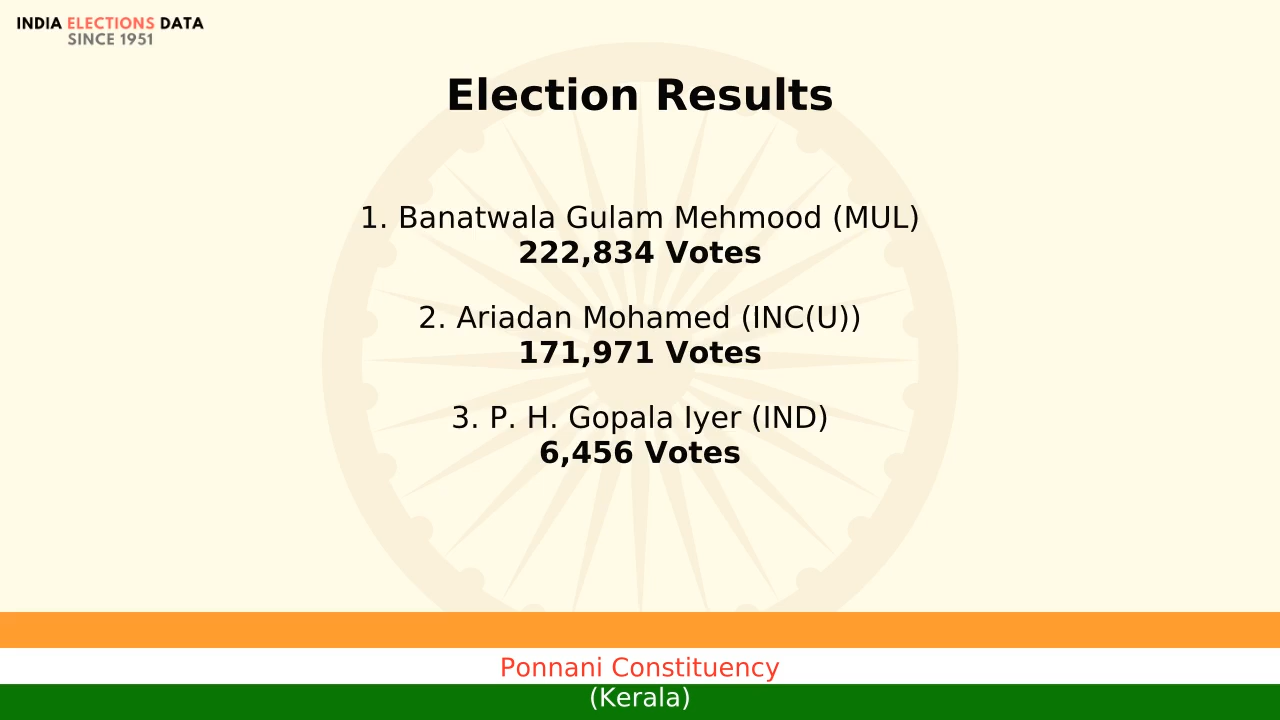 INDIA ELECTIONS DATA
SINCE 1951
Election Results
1. Banatwala Gulam Mehmood (MUL)
222,834 Votes
2. Ariadan Mohamed (INC(U))
171,971 Votes
3. P. H. Gopala Iyer (IND)
6,456 Votes
Ponnani Constituency
(Kerala)